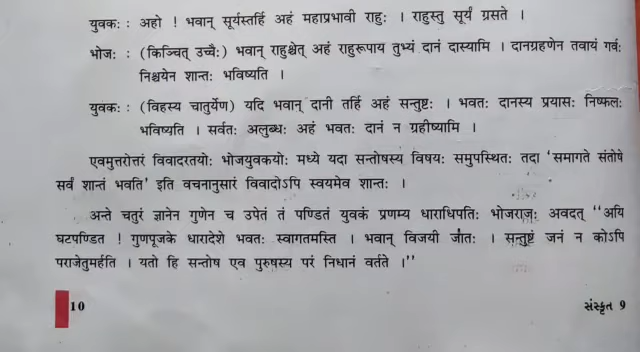 युवकः : अहो ! भवान् सूर्यस्तर्हि अहं महाप्रभावी राहुः । राहुस्तु सूर्यं ग्रसते ।
भोजः : (किञ्चित् उच्चैः) भवान् राहुश्चेत् अहं राहुरूपाय तुभ्यं दानं दास्यामि । दानग्रहणेन तवायं गर्वः
निश्चयेन शान्तः भविष्यति ।
युवकः : (विहस्य चातुर्येण) यदि भवान् दानी तर्हि अहं सन्तुष्टः । भवतः दानस्य प्रयासः निष्फलः
भविष्यति । सर्वतः अलुब्धः अहं भवतः दानं न ग्रहीष्यामि ।
एवमुत्तरोत्तरं विवादरतयोः भोजयुवकयोः मध्ये यदा सन्तोषस्य विषयः समुपस्थितः तदा ‘समागते संतोषे
सर्वं शान्तं भवति’ इति वचनानुसारं विवादोऽपि स्वयमेव शान्तः ।
अन्ते चतुरं ज्ञानेन गुणेन च उपेतं तं पण्डितं युवकं प्रणम्य धाराधिपतिः भोजराजः अवदत् “अयि
घटपण्डित ! गुणपूजके धारादेशे भवतः स्वागतमस्ति । भवान् विजयी जातः । सन्तुष्टं जनं न कोऽपि
पराजेतुमर्हति । यतो हि सन्तोष एव पुरुषस्य परं निधानं वर्तते ।”
10
સંસ્કૃત 9